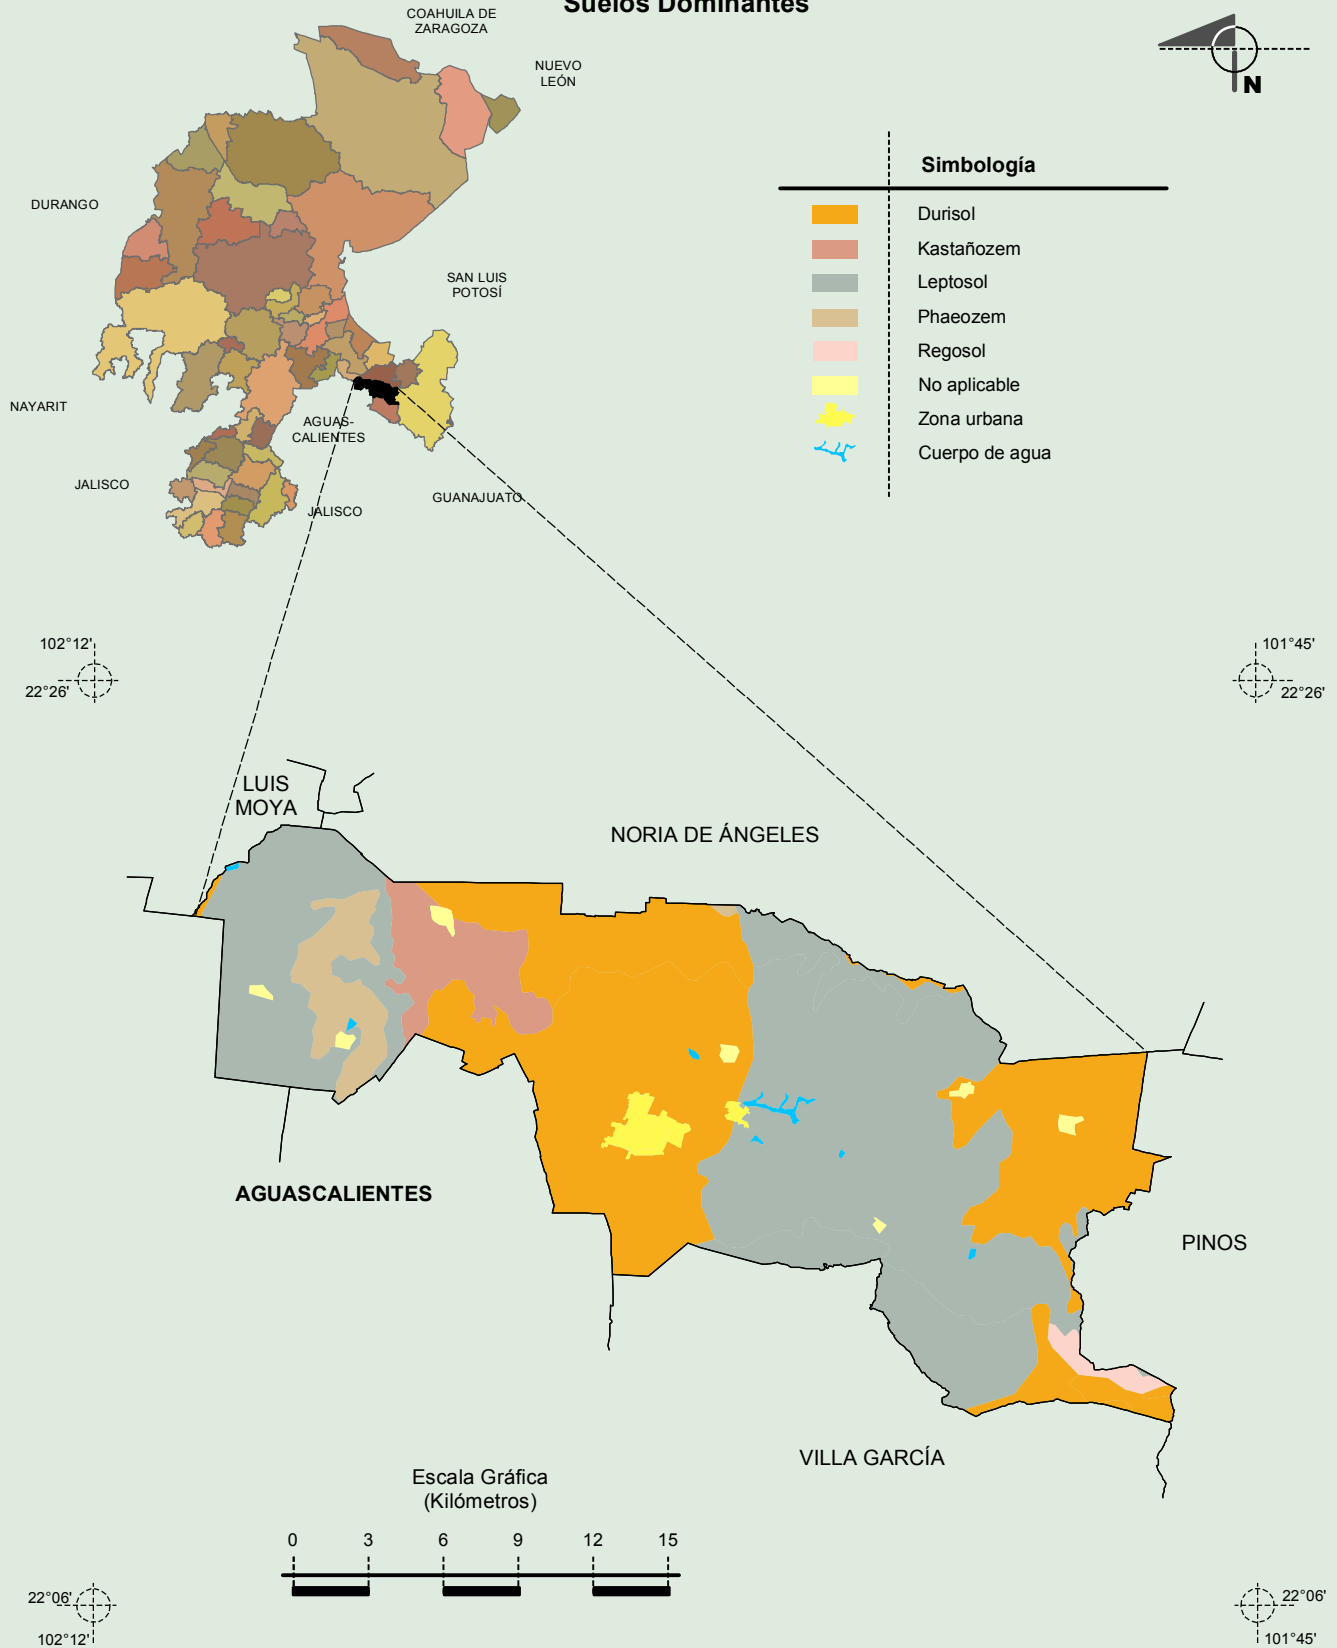 Suelos Dominantes
COAHUILA DE
ZARAGOZA
NUEVO
LEÓN
N
DURANGO
SAN LUIS
POTOSÍ
NAYARIT
AGUAS-
CALIENTES
JALISCO
GUANAJUATO
JALISCO
Simbología
Durisol
Kastañozem
Leptosol
Phaeozem
Regosol
No aplicable
Zona urbana
Cuerpo de agua
102°12'
22°26'
101°45'
22°26'
LUIS
MOYA
NORIA DE ÁNGELES
AGUASCALIENTES
PINOS
VILLA GARCÍA
Escala Gráfica
(Kilómetros)
0 3 6 9 12 15
22°06'
102°12'
22°06'
101°45'